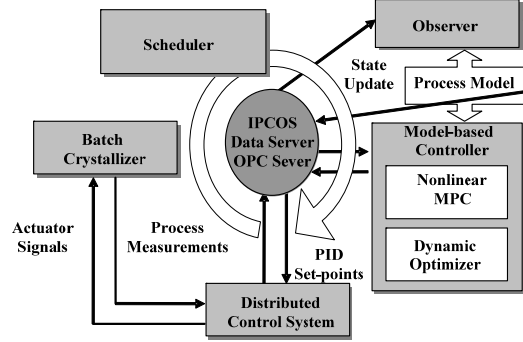 Scheduler
Observer
State
Update
Process Model
IPCOS
Data Server
OPC Sever
Batch
Crystallizer
Model-based
Controller
Nonlinear
MPC
Dynamic
Optimizer
Actuator
Signals
Process
Measurements
PID
Set-points
Distributed
Control System